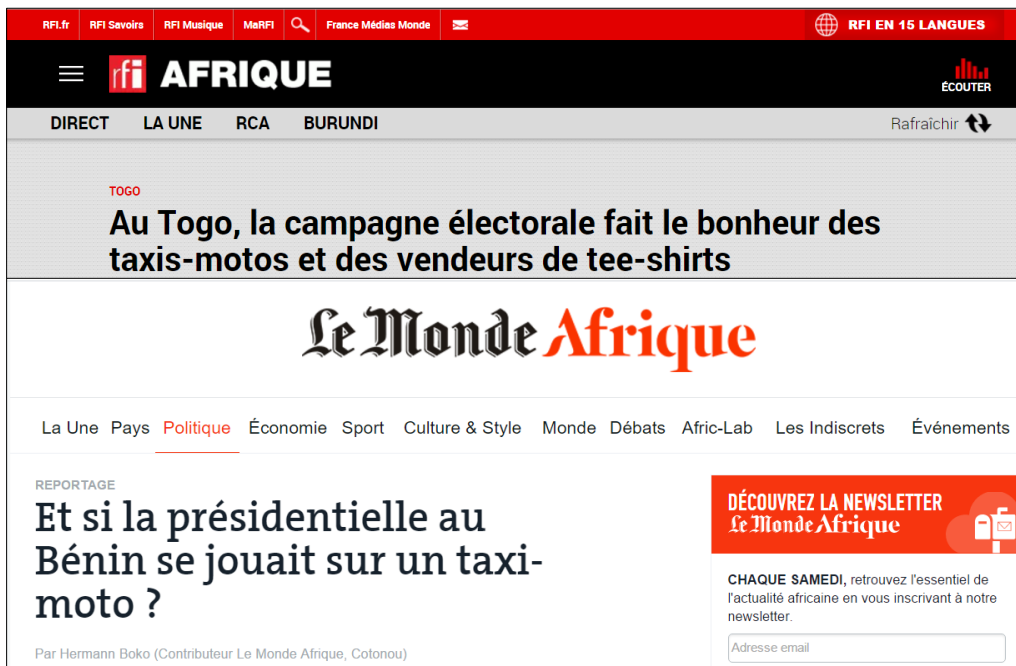 RFI.fr RFI Savoirs RFI Musique MaRFI France Médias Monde RFI EN 15 LANGUES
rfi AFRIQUE
ÉCOUTER
DIRECT LA UNE RCA BURUNDI Rafraîchir
TOGO
Au Togo, la campagne électorale fait le bonheur des
taxis-motos et des vendeurs de tee-shirts
Le Monde Afrique
La Une Pays Politique Économie Sport Culture & Style Monde Débats Afric-Lab Les Indiscrets Événements
REPORTAGE
Et si la présidentielle au
Bénin se jouait sur un taxi-
moto ?
Par Hermann Boko (Contributeur Le Monde Afrique, Cotonou)
DÉCOUVREZ LA NEWSLETTER
Le Monde Afrique
CHAQUE SAMEDI, retrouvez l'essentiel de
l'actualité africaine en vous inscrivant à notre
newsletter.
Adresse email